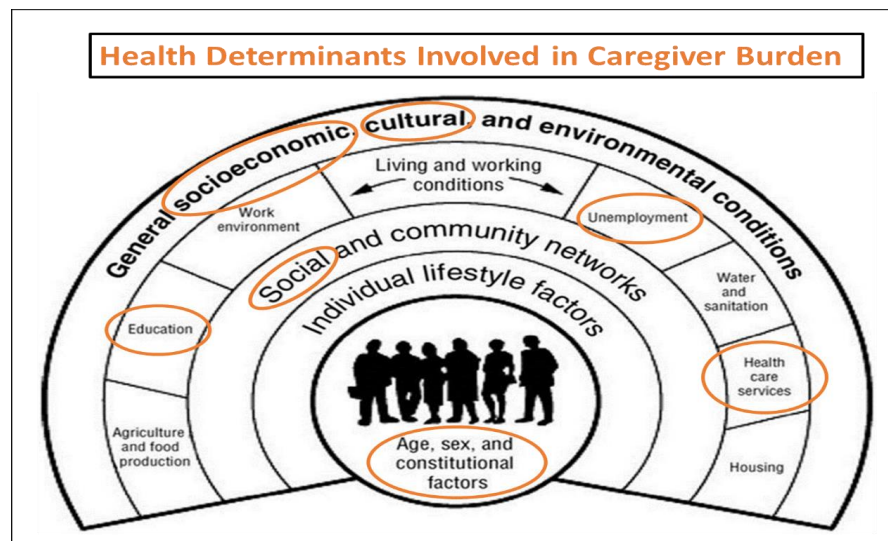 Health Determinants Involved in Caregiver Burden
General socioeconomic, cultural, and environmental conditions
Living and working
conditions
Work
environment
Unemployment
Social and community networks
Water
and
sanitation
Individual lifestyle factors
Education
Health
care
services
Agriculture
and food
production
Age, sex, and
constitutional
factors
Housing